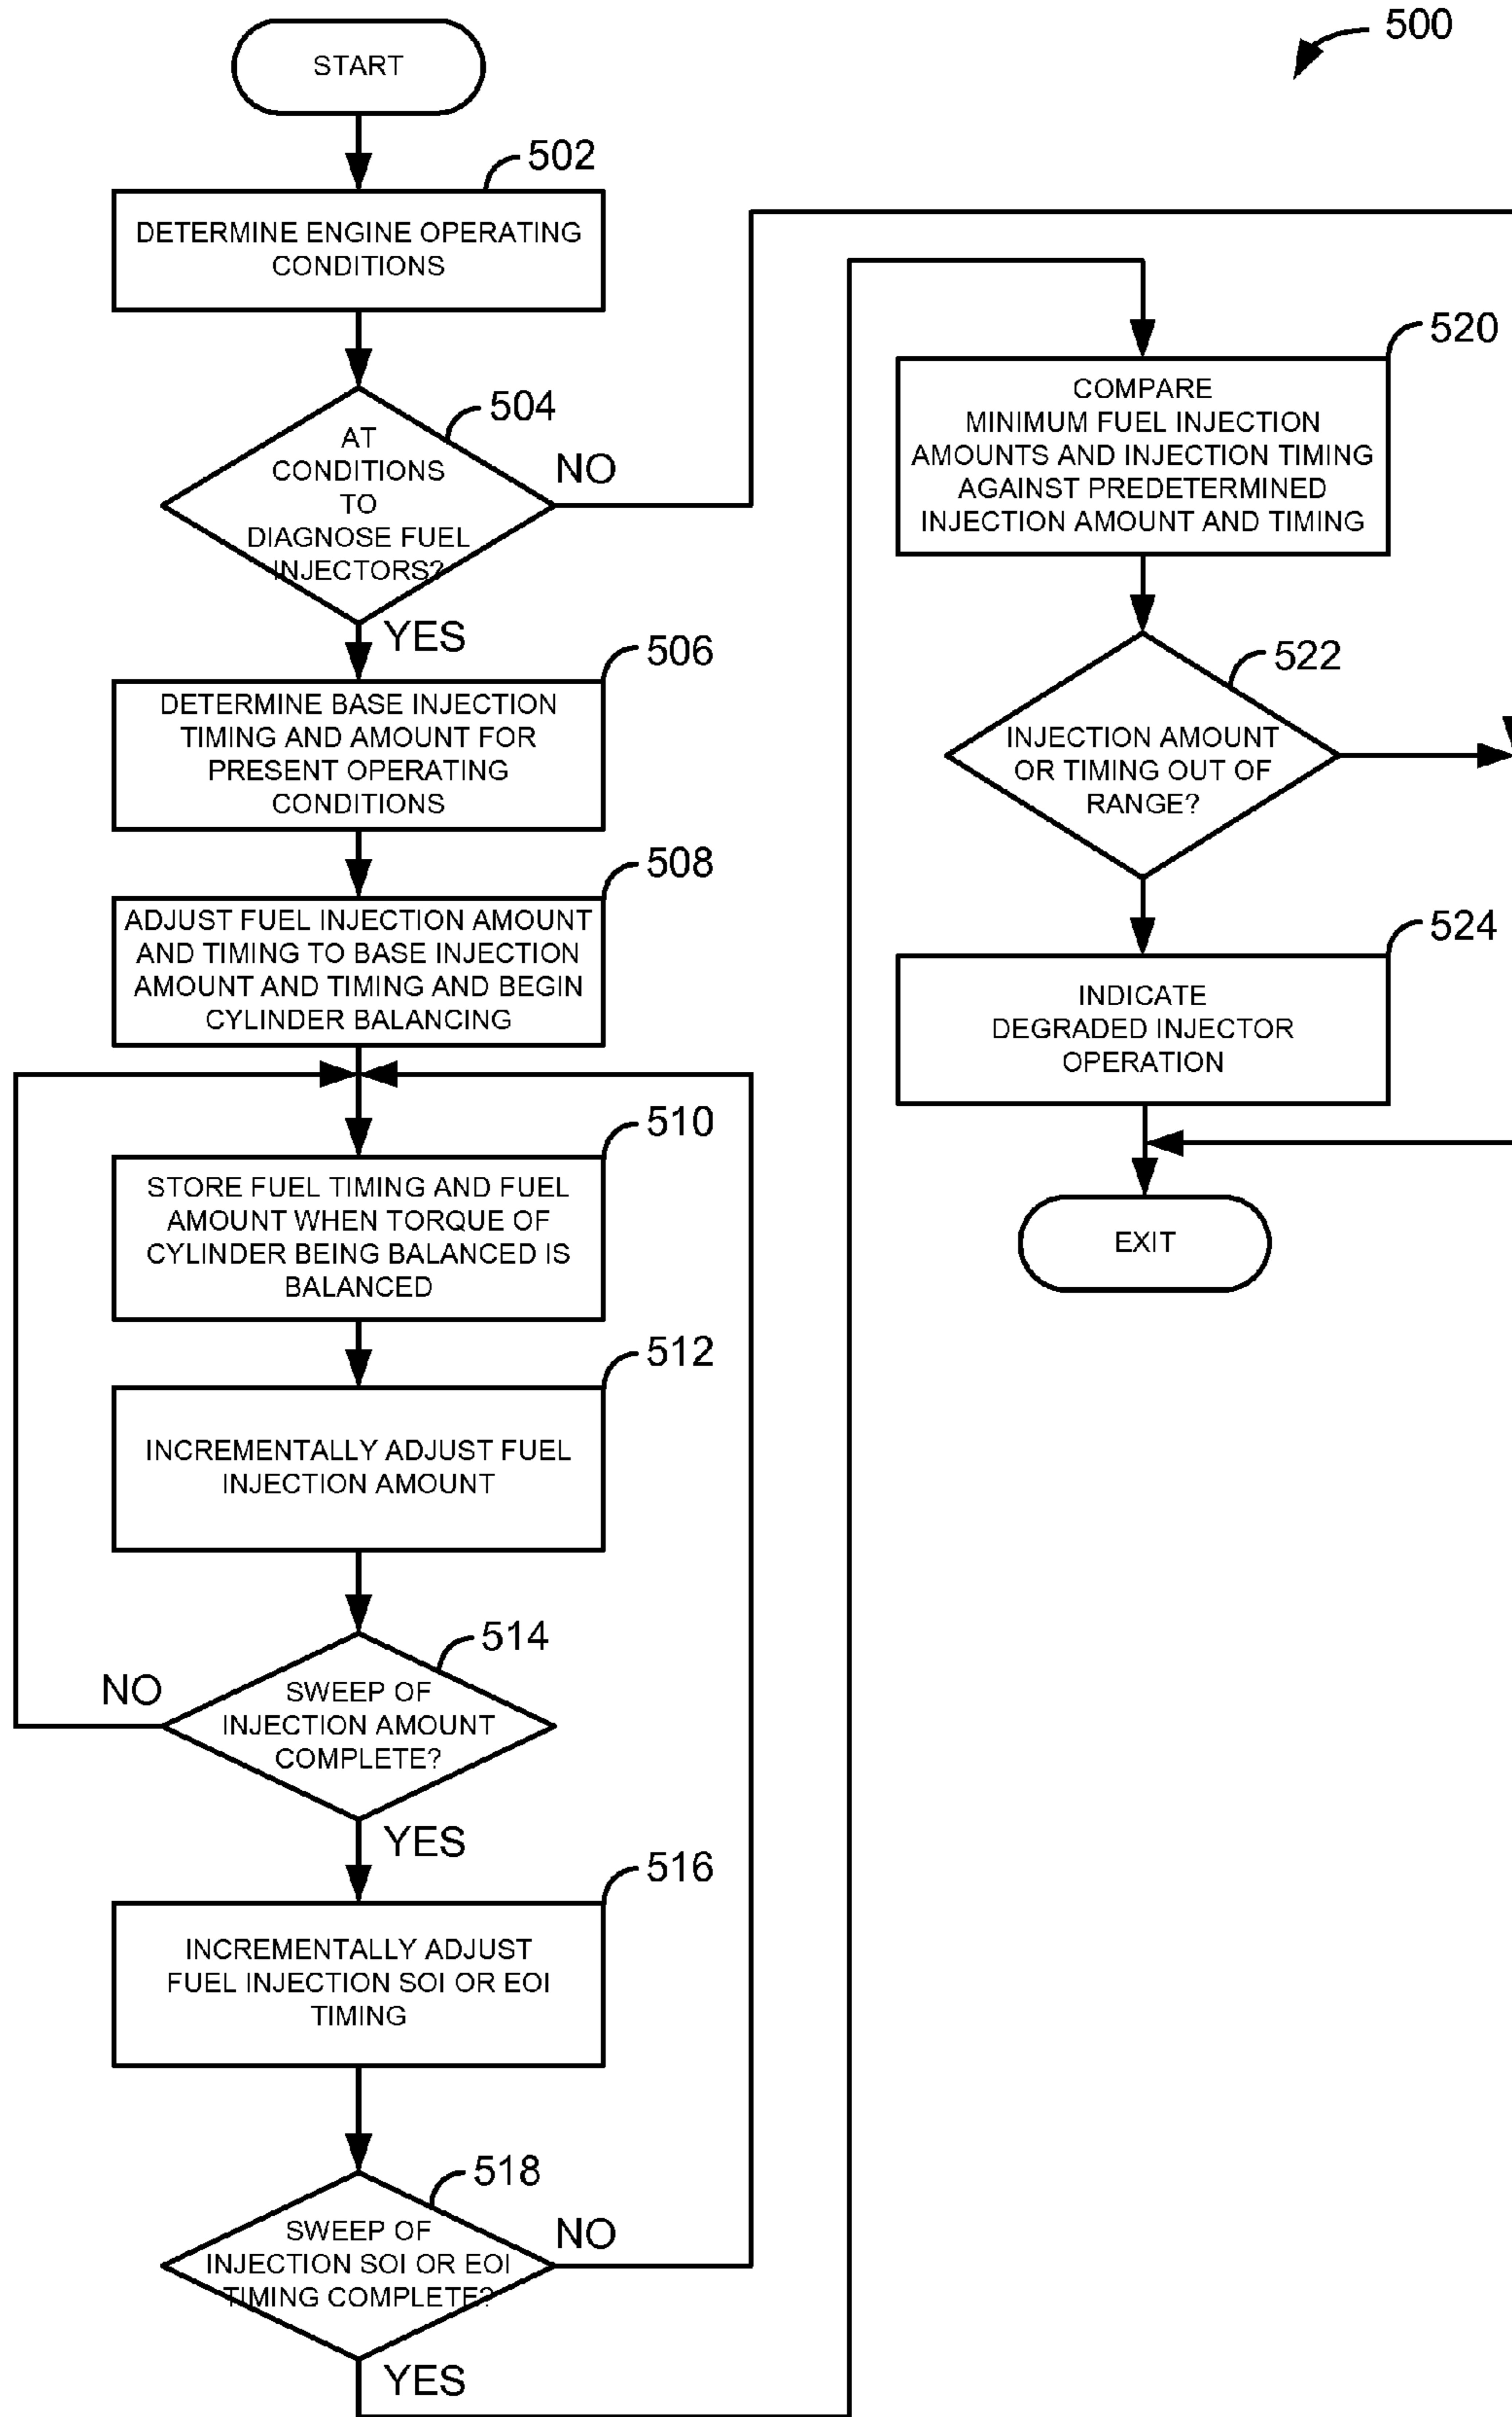 500
START
502
DETERMINE ENGINE OPERATING
CONDITIONS
504
AT
CONDITIONS
TO
DIAGNOSE FUEL
INJECTORS?
NO
YES
506
DETERMINE BASE INJECTION
TIMING AND AMOUNT FOR
PRESENT OPERATING
CONDITIONS
508
ADJUST FUEL INJECTION AMOUNT
AND TIMING TO BASE INJECTION
AMOUNT AND TIMING AND BEGIN
CYLINDER BALANCING
510
STORE FUEL TIMING AND FUEL
AMOUNT WHEN TORQUE OF
CYLINDER BEING BALANCED IS
BALANCED
512
INCREMENTALLY ADJUST FUEL
INJECTION AMOUNT
514
SWEEP OF
INJECTION AMOUNT
COMPLETE?
NO
YES
516
INCREMENTALLY ADJUST
FUEL INJECTION SOI OR EOI
TIMING
518
SWEEP OF
INJECTION SOI OR EOI
TIMING COMPLETE?
NO
YES
520
COMPARE
MINIMUM FUEL INJECTION
AMOUNTS AND INJECTION TIMING
AGAINST PREDETERMINED
INJECTION AMOUNT AND TIMING
522
INJECTION AMOUNT
OR TIMING OUT OF
RANGE?
524
INDICATE
DEGRADED INJECTOR
OPERATION
EXIT